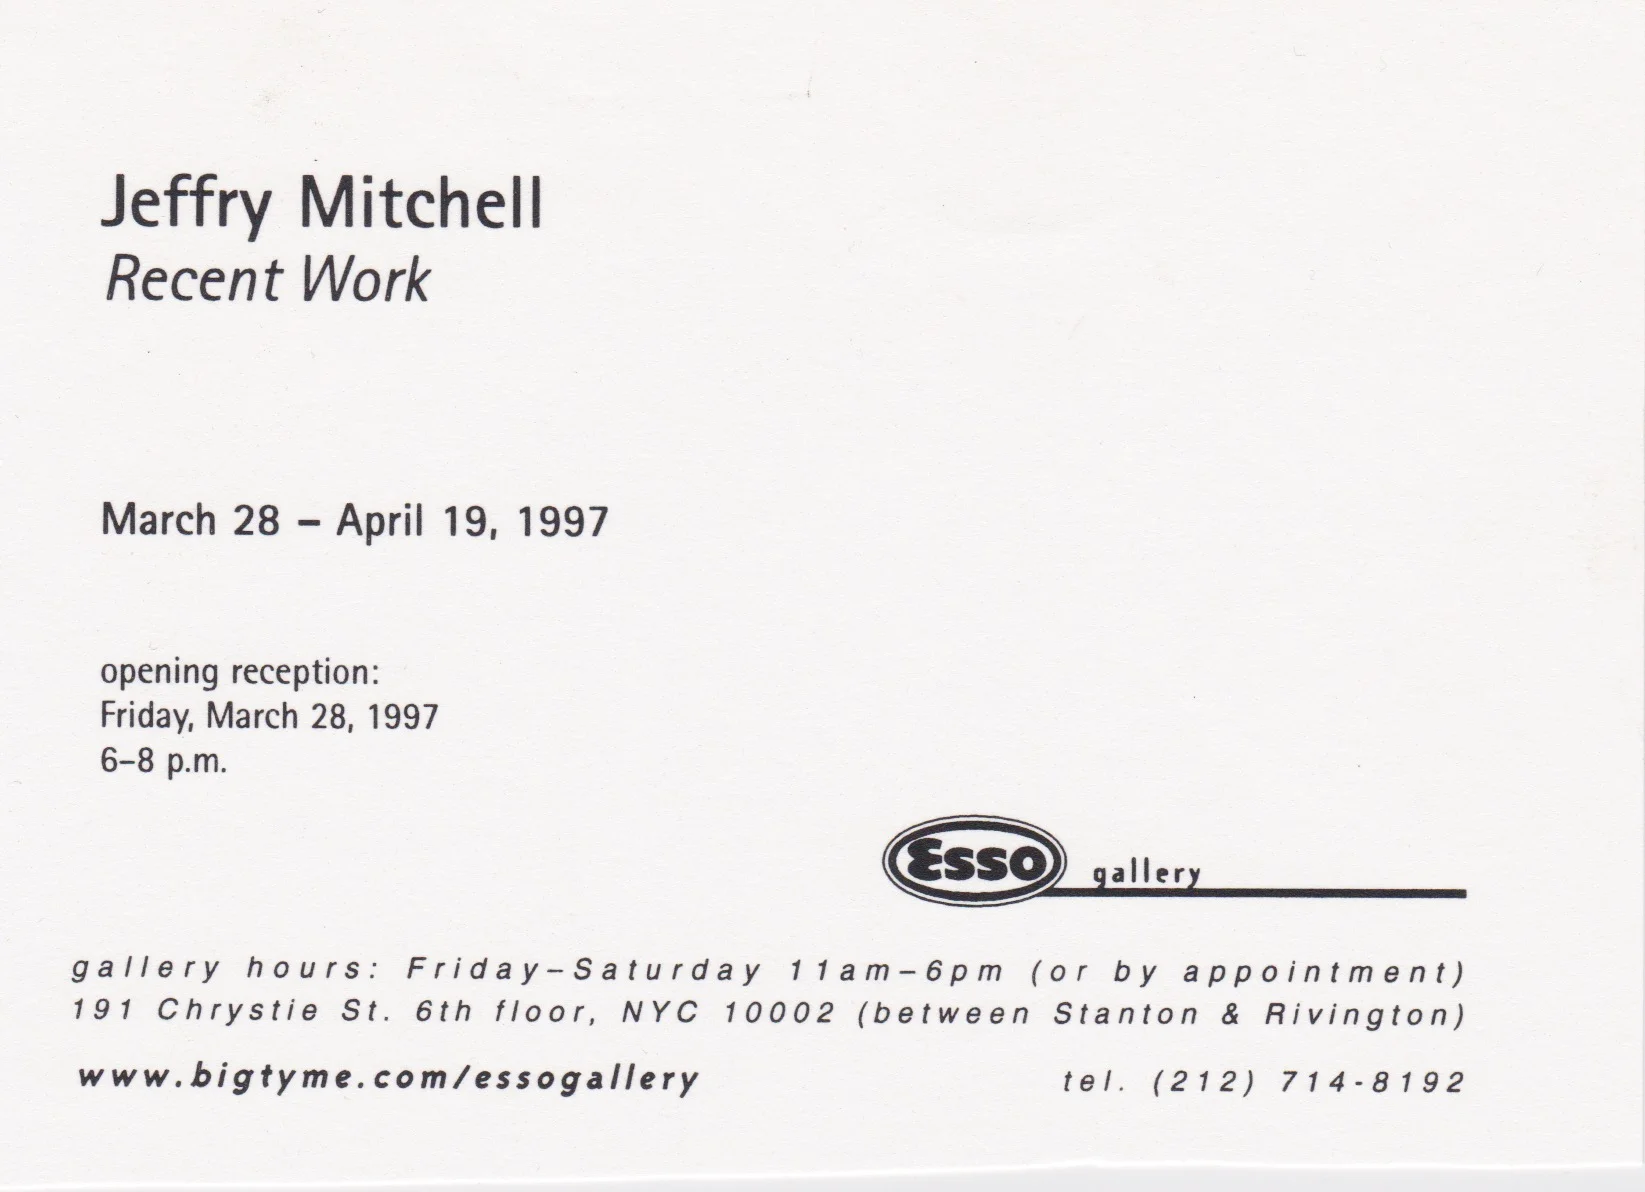 Jeffry Mitchell
Recent Work
March 28 – April 19, 1997
opening reception:
Friday, March 28, 1997
6–8 p.m.
Esso gallery
gallery hours: Friday–Saturday 11am–6pm (or by appointment)
191 Chrystie St. 6th floor, NYC 10002 (between Stanton & Rivington)
www.bigtyme.com/essogallery tel. (212) 714-8192